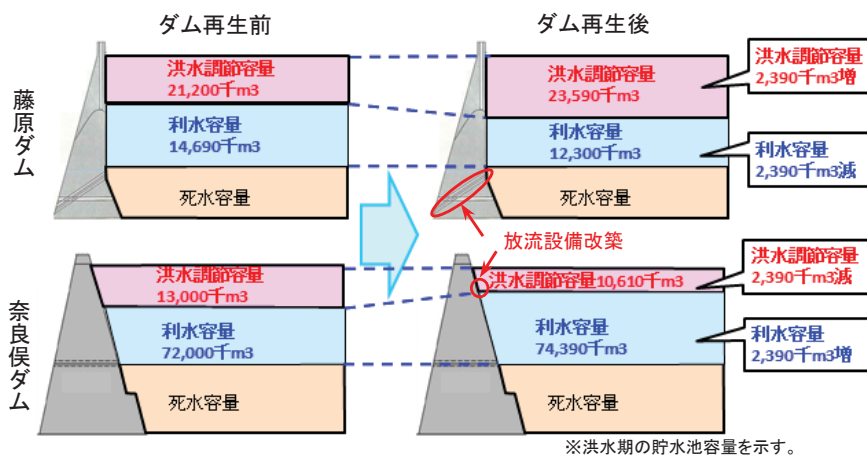 ダム再生前
ダム再生後
藤原ダム
洪水調節容量
21,200千m3
利水容量
14,690千m3
死水容量
洪水調節容量
23,590千m3
利水容量
12,300千m3
死水容量
洪水調節容量
2,390千m3増
利水容量
2,390千m3減
放流設備改築
奈良俣ダム
洪水調節容量
13,000千m3
利水容量
72,000千m3
死水容量
洪水調節容量10,610千m3
利水容量
74,390千m3
死水容量
洪水調節容量
2,390千m3減
利水容量
2,390千m3増
※洪水期の貯水池容量を示す。